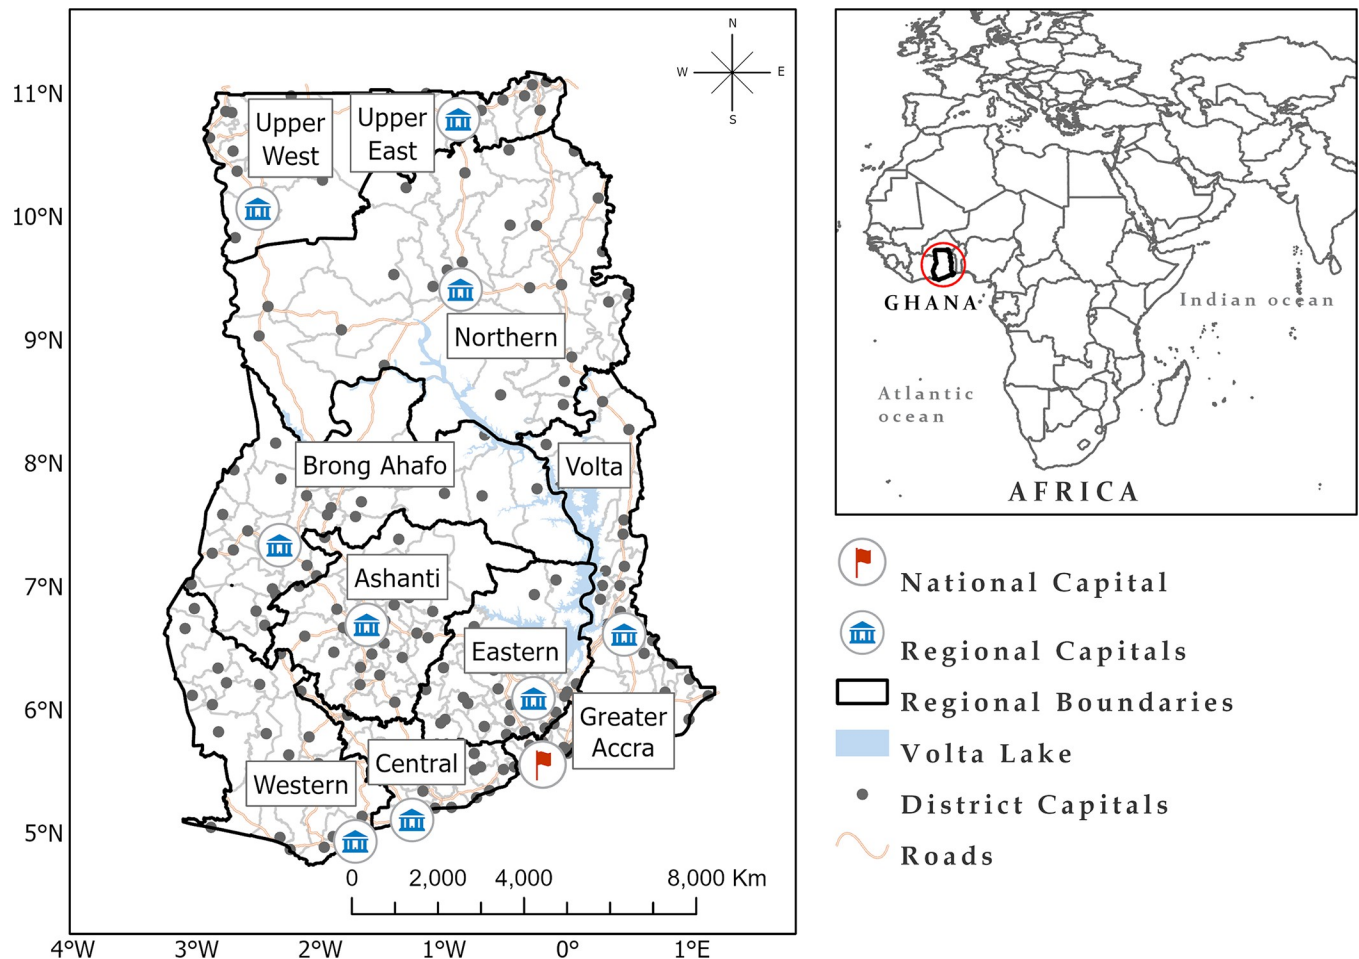 N
W E
S
11°N
10°N
9°N
8°N
7°N
6°N
5°N
4°W 3°W 2°W 1°W 0° 1°E
Upper
West
Upper
East
Northern
Brong Ahafo
Volta
Ashanti
Eastern
Greater
Accra
Central
Western
0 2,000 4,000 8,000 Km
GHANA
Indian ocean
Atlantic
ocean
AFRICA
National Capital
Regional Capitals
Regional Boundaries
Volta Lake
District Capitals
Roads